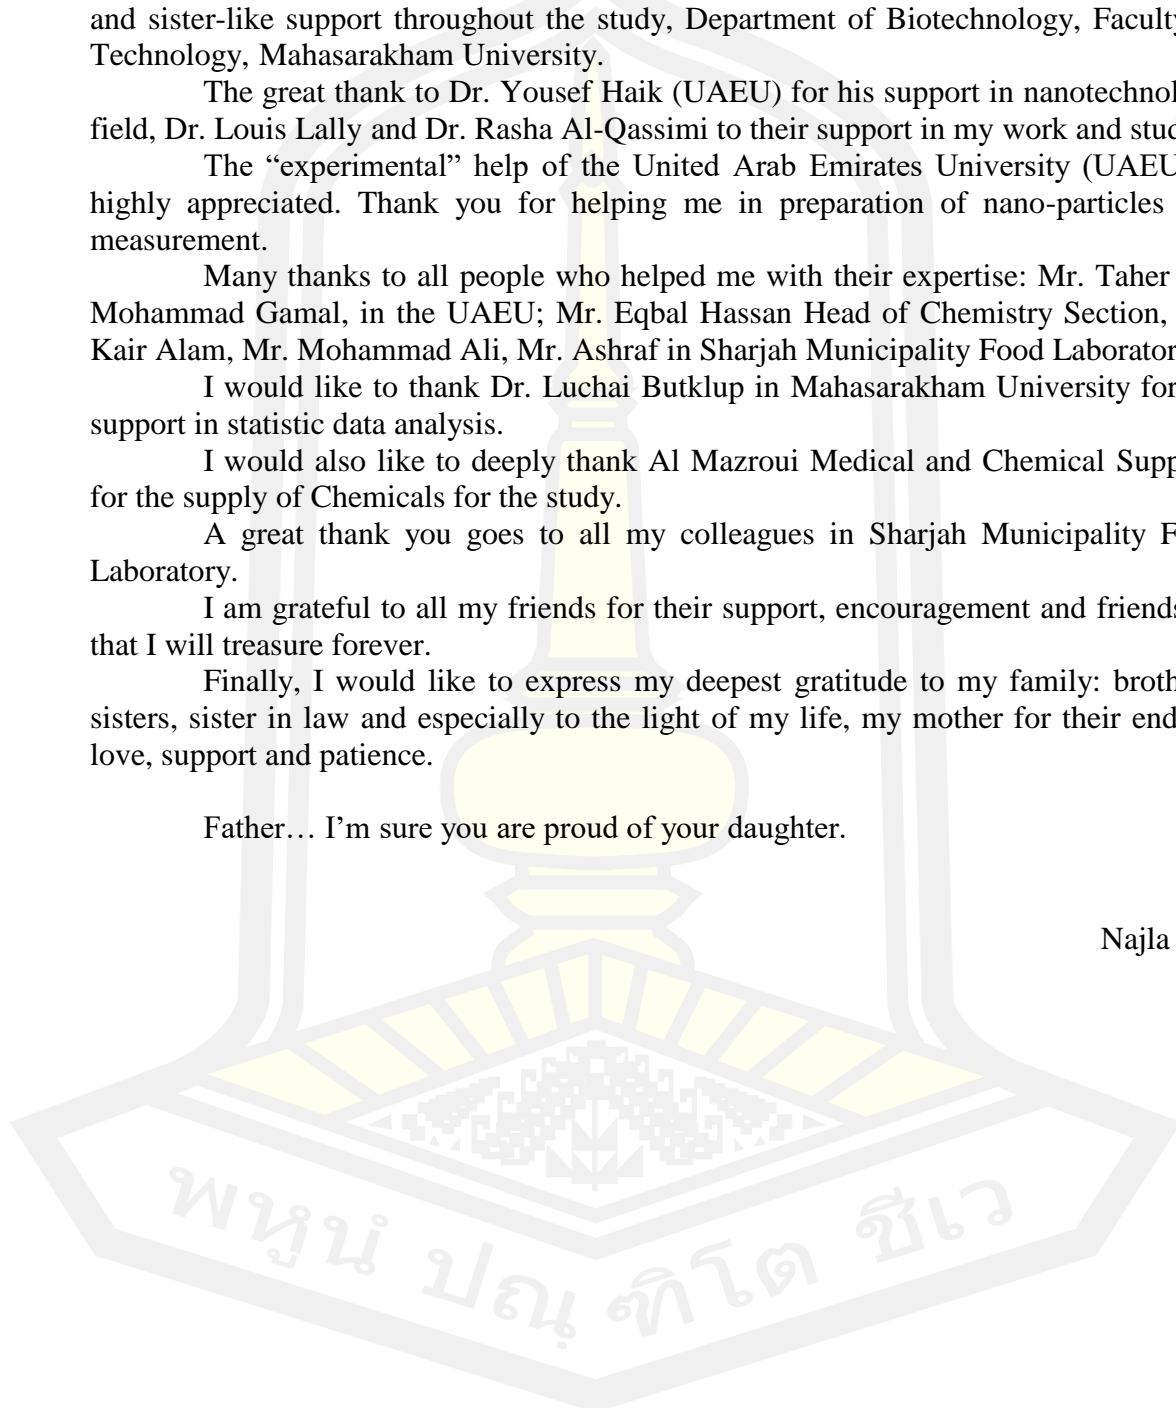 and sister-like support throughout the study, Department of Biotechnology, Faculty
Technology, Mahasarakham University.
The great thank to Dr. Yousef Haik (UAEU) for his support in
field, Dr. Louis Lally and Dr. Rasha Al-Qassimi to their support in my work and
The “experimental” help of the United Arab Emirates University (UAEU
highly appreciated. Thank you for helping me in preparation of nano-particles
measurement.
Many thanks to all people who helped me with their expertise: Mr. Taher
Mohammad Gamal, in the UAEU; Mr. Eqbal Hassan Head of Chemistry Section,
Kair Alam, Mr. Mohammad Ali, Mr. Ashraf in Sharjah Municipality Food
I would like to thank Dr. Luchai Butklup in Mahasarakham University for
support in statistic data analysis.
I would also like to deeply thank Al Mazroui Medical and Chemical
for the supply of Chemicals for the study.
A great thank you goes to all my colleagues in Sharjah Municipality
Laboratory.
I am grateful to all my friends for their support, encouragement and
that I will treasure forever.
Finally, I would like to express my deepest gratitude to my family:
sisters, sister in law and especially to the light of my life, my mother for their
love, support and patience.
Father… I’m sure you are proud of your daughter.
Najla
พหูนํ ปณฺฑิโต ชีเว